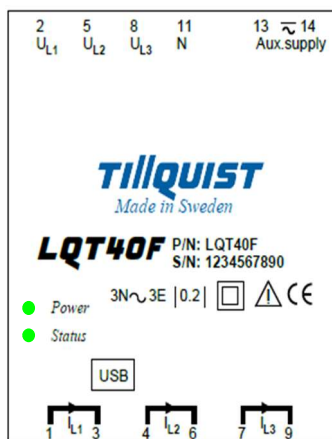 2 5 8 11 13 ⎓ 14
UL1 UL2 UL3 N Aux.supply
TillQUIST
Made in Sweden
LQT40F P/N: LQT40F
S/N: 1234567890
3N∼3E |0.2| CE
Power
Status
USB
IL1 IL2 IL3
1 3 4 6 7 9